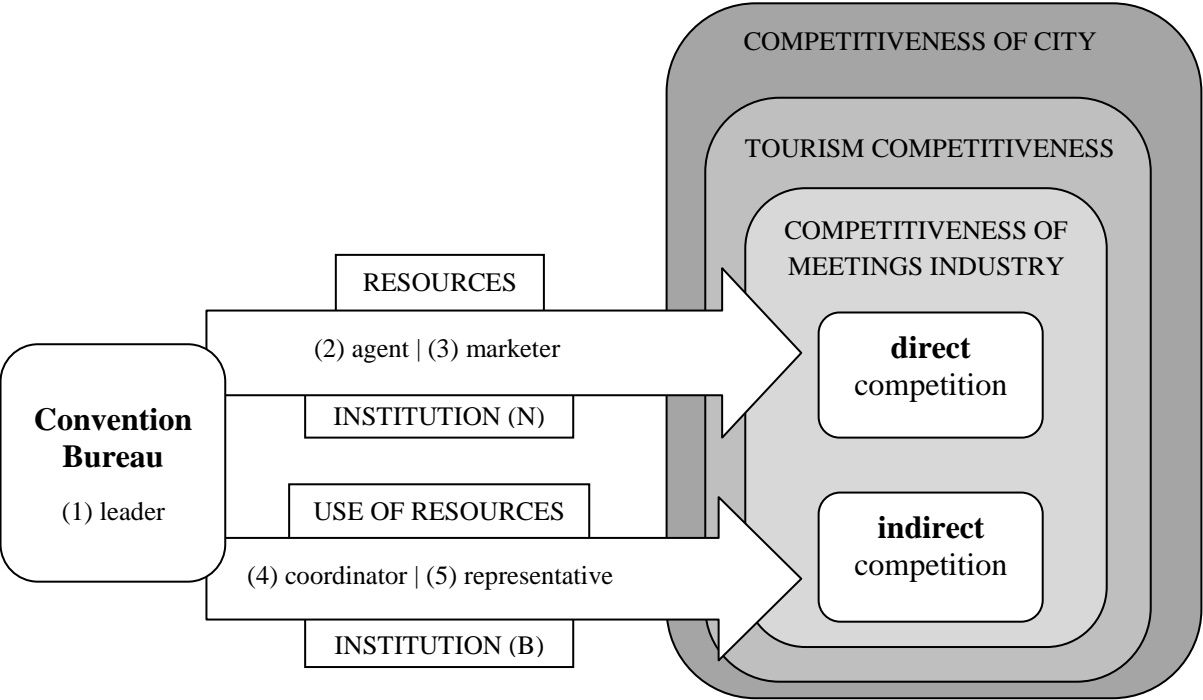 COMPETITIVENESS OF CITY
TOURISM COMPETITIVENESS
COMPETITIVENESS OF
MEETINGS INDUSTRY
RESOURCES
(2) agent | (3) marketer
INSTITUTION (N)
direct
competition
Convention
Bureau
(1) leader
USE OF RESOURCES
(4) coordinator | (5) representative
INSTITUTION (B)
indirect
competition